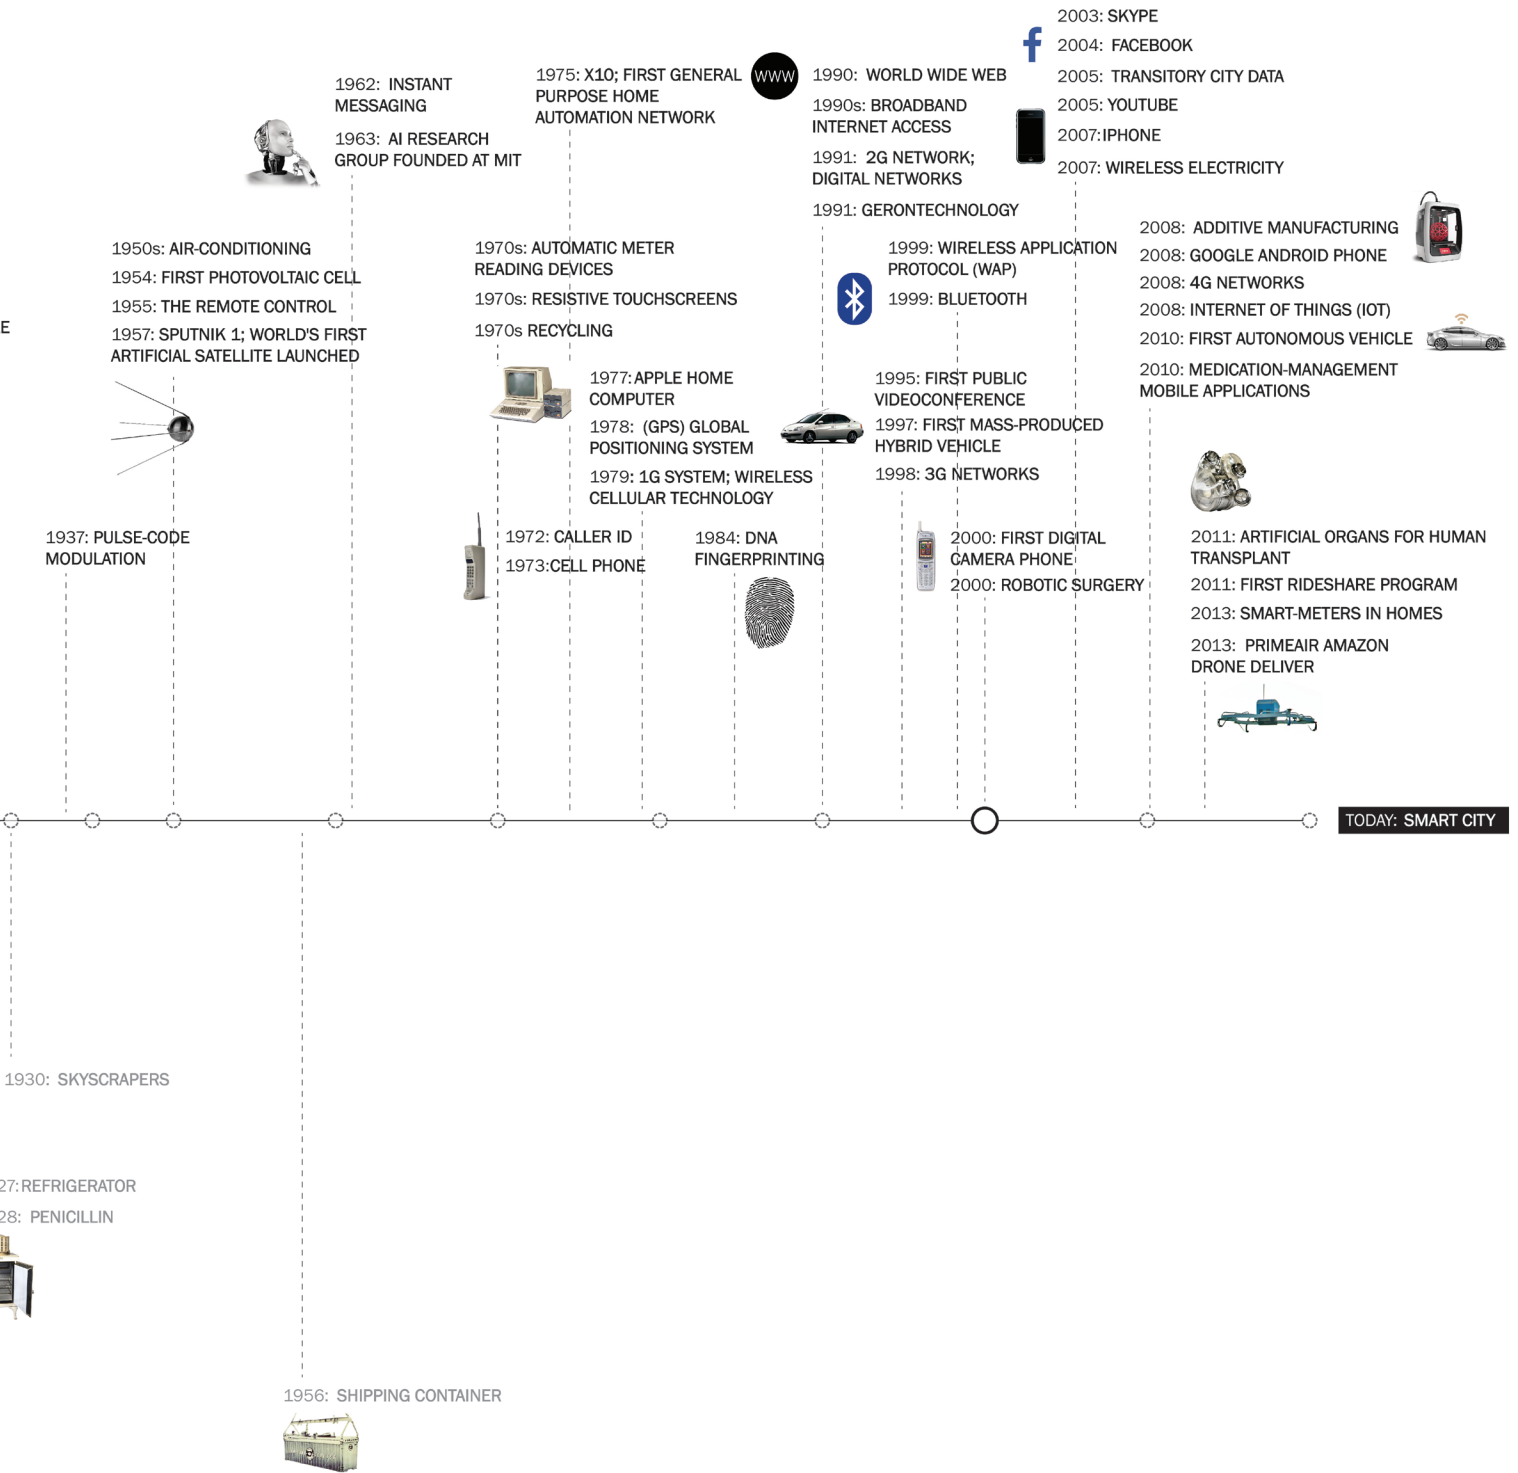 2003: SKYPE
2004: FACEBOOK
2005: TRANSITORY CITY DATA
2005: YOUTUBE
2007:IPHONE
2007: WIRELESS ELECTRICITY
1962: INSTANT
MESSAGING
1963: AI RESEARCH
GROUP FOUNDED AT MIT
1975: X10; FIRST GENERAL
PURPOSE HOME
AUTOMATION NETWORK
WWW
1990: WORLD WIDE WEB
1990s: BROADBAND
INTERNET ACCESS
1991: 2G NETWORK;
DIGITAL NETWORKS
1991: GERONTECHNOLOGY
1950s: AIR-CONDITIONING
1954: FIRST PHOTOVOLTAIC CELL
1955: THE REMOTE CONTROL
1957: SPUTNIK 1; WORLD'S FIRST
ARTIFICIAL SATELLITE LAUNCHED
1970s: AUTOMATIC METER
READING DEVICES
1970s: RESISTIVE TOUCHSCREENS
1970s RECYCLING
1999: WIRELESS APPLICATION
PROTOCOL (WAP)
1999: BLUETOOTH
2008: ADDITIVE MANUFACTURING
2008: GOOGLE ANDROID PHONE
2008: 4G NETWORKS
2008: INTERNET OF THINGS (IOT)
2010: FIRST AUTONOMOUS VEHICLE
2010: MEDICATION-MANAGEMENT
MOBILE APPLICATIONS
1977: APPLE HOME
COMPUTER
1978: (GPS) GLOBAL
POSITIONING SYSTEM
1979: 1G SYSTEM; WIRELESS
CELLULAR TECHNOLOGY
1995: FIRST PUBLIC
VIDEOCONFERENCE
1997: FIRST MASS-PRODUCED
HYBRID VEHICLE
1998: 3G NETWORKS
1937: PULSE-CODE
MODULATION
1972: CALLER ID
1973:CELL PHONE
1984: DNA
FINGERPRINTING
2000: FIRST DIGITAL
CAMERA PHONE
2000: ROBOTIC SURGERY
2011: ARTIFICIAL ORGANS FOR HUMAN
TRANSPLANT
2011: FIRST RIDESHARE PROGRAM
2013: SMART-METERS IN HOMES
2013: PRIMEAIR AMAZON
DRONE DELIVER
TODAY: SMART CITY
1930: SKYSCRAPERS
27:REFRIGERATOR
28: PENICILLIN
1956: SHIPPING CONTAINER